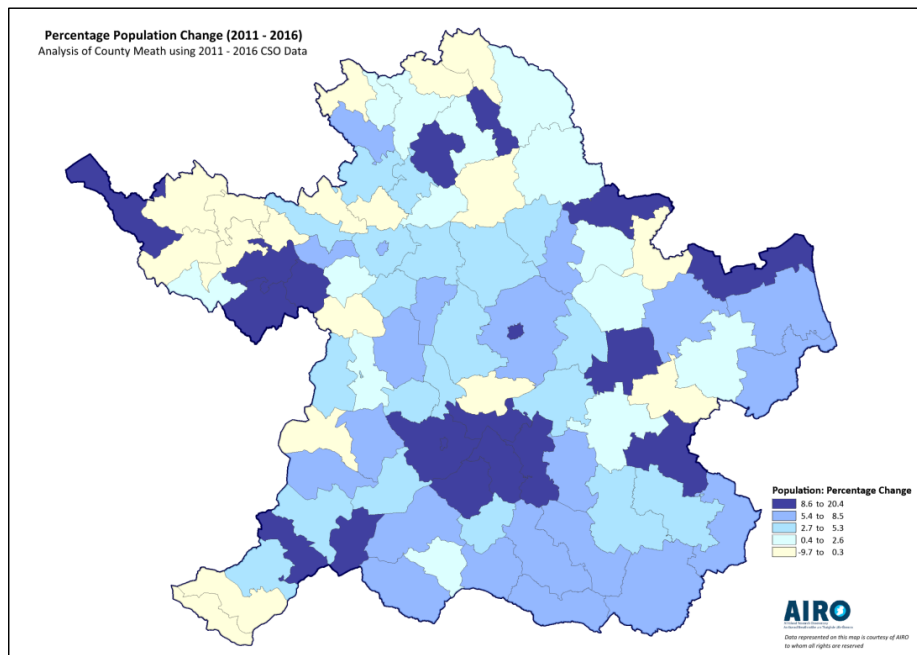 Percentage Population Change (2011 - 2016)
Analysis of County Meath using 2011 - 2016 CSO Data
Population: Percentage Change
8.6 to 20.4
5.4 to 8.5
2.7 to 5.3
0.4 to 2.6
-9.7 to 0.3
AIRO
Data represented on this map is courtesy of AIRO
to whom all rights are reserved